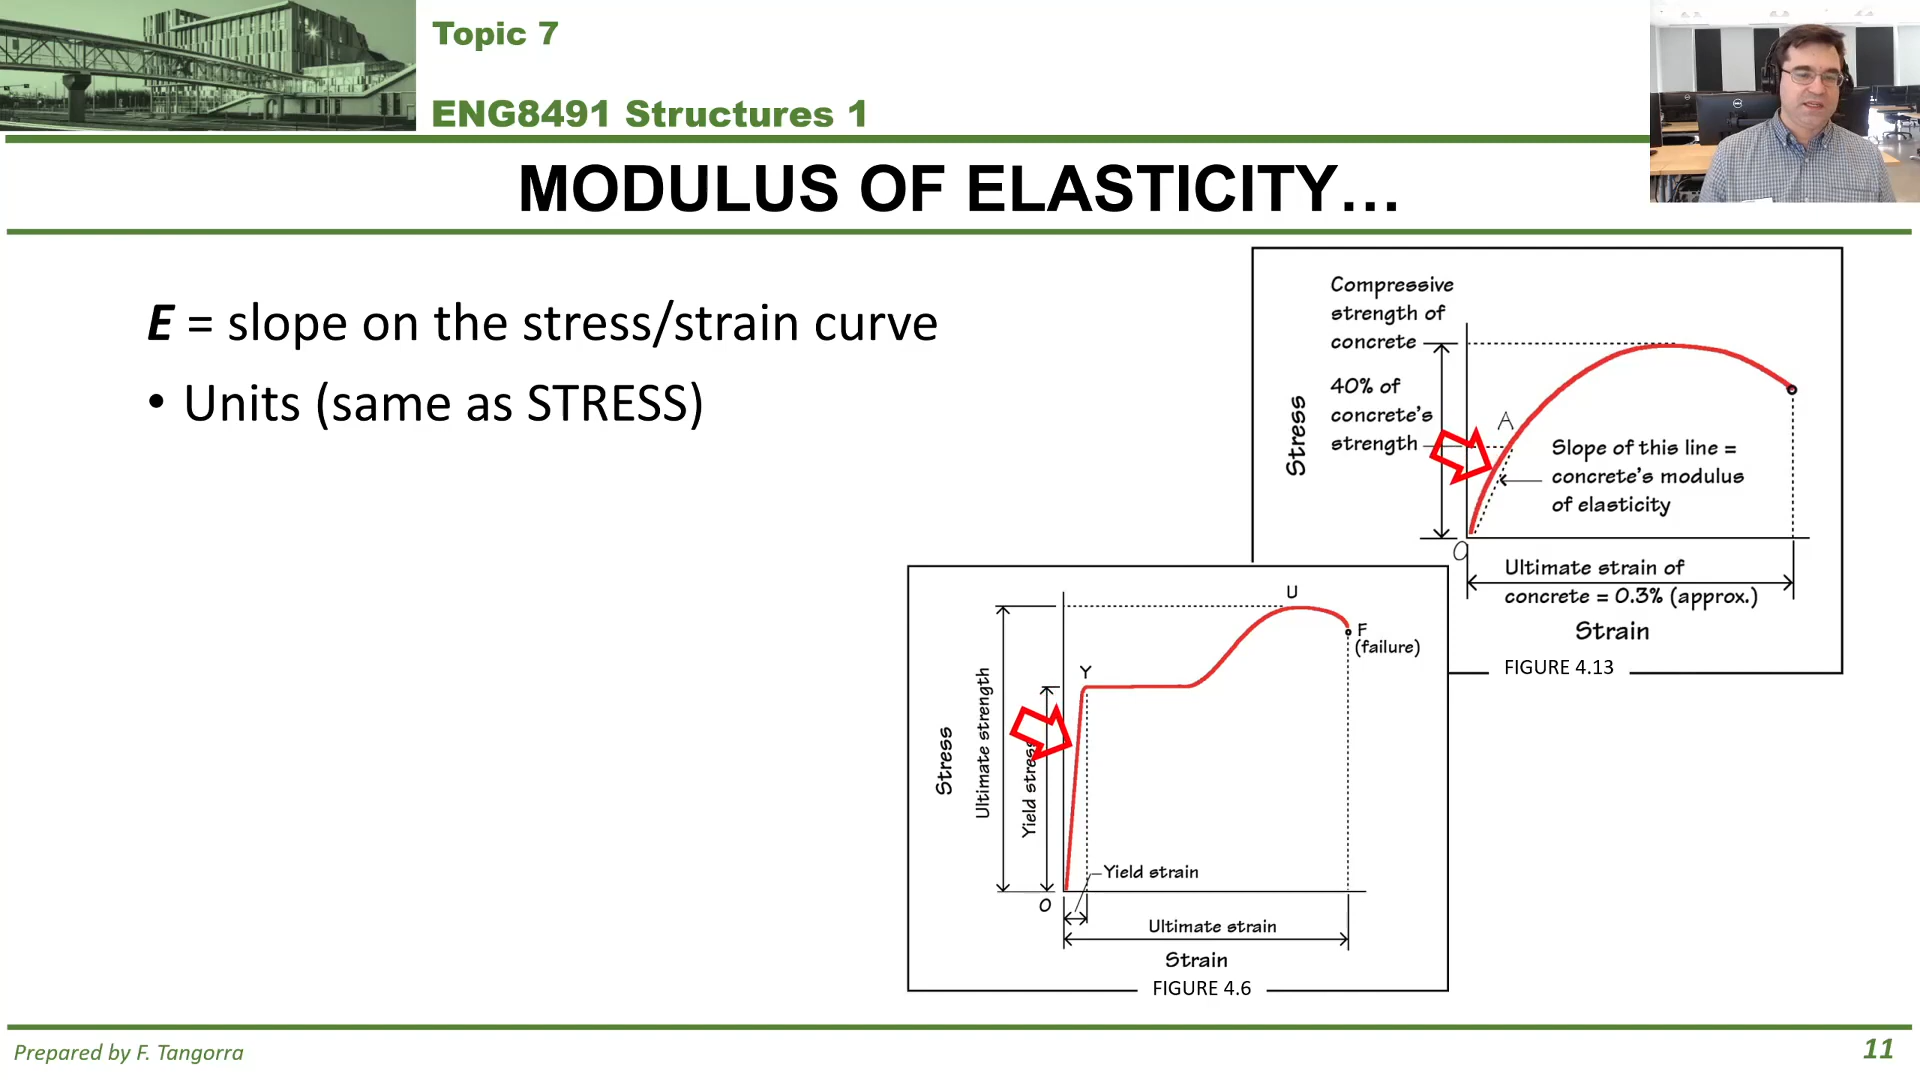 Topic 7
ENG8491 Structures 1
MODULUS OF ELASTICITY...
E = slope on the stress/strain curve
• Units (same as STRESS)
Compressive
strength of
concrete
40% of
concrete's
strength
Stress
A
Slope of this line =
concrete's modulus
of elasticity
O
Ultimate strain of
concrete = 0.3% (approx.)
Strain
FIGURE 4.13
U
F
(failure)
Y
Stress
Ultimate strength
Yield stress
Yield strain
O
Ultimate strain
Strain
FIGURE 4.6
Prepared by F. Tangorra
11